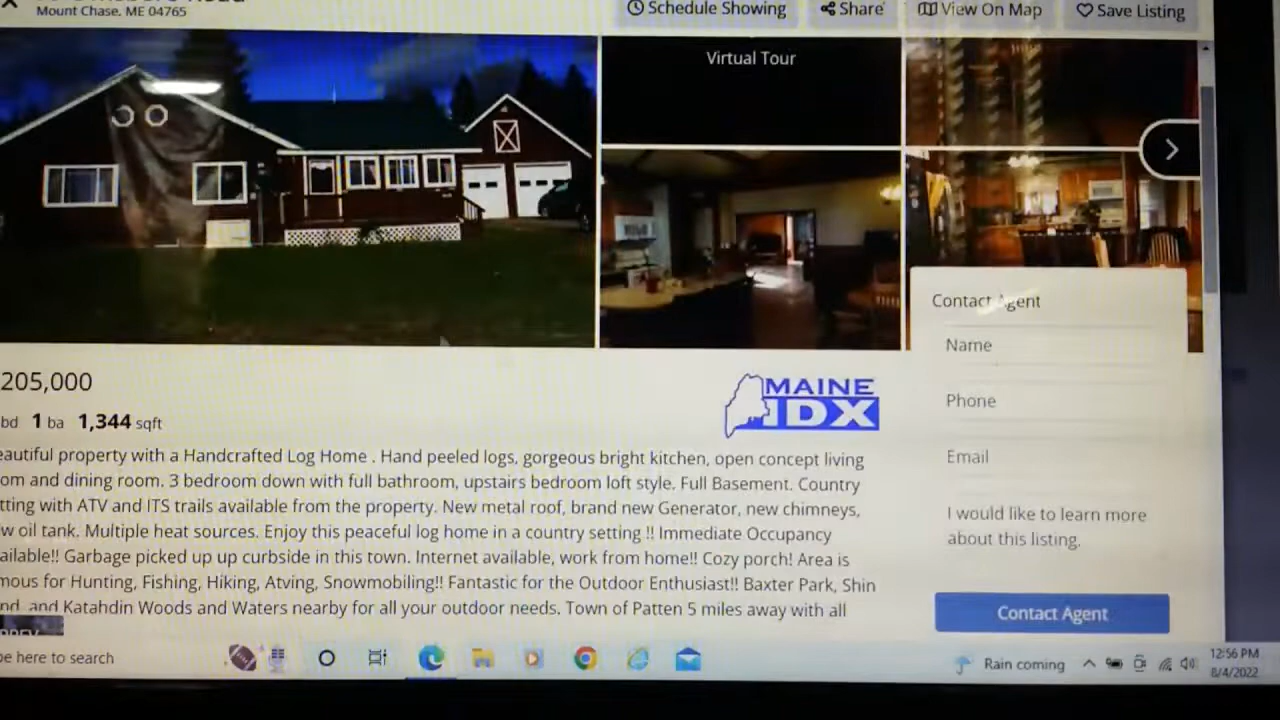 Mount Chase, ME 04765
Schedule Showing
Share
View On Map
Save Listing
Virtual Tour
205,000
bd 1 ba 1,344 sqft
MAINE
IDX
eautiful property with a Handcrafted Log Home . Hand peeled logs, gorgeous bright kitchen, open concept living
om and dining room. 3 bedroom down with full bathroom, upstairs bedroom loft style. Full Basement. Country
tting with ATV and ITS trails available from the property. New metal roof, brand new Generator, new chimneys,
w oil tank. Multiple heat sources. Enjoy this peaceful log home in a country setting !! Immediate Occupancy
ailable!! Garbage picked up up curbside in this town. Internet available, work from home!! Cozy porch! Area is
mous for Hunting, Fishing, Hiking, Atving, Snowmobiling!! Fantastic for the Outdoor Enthusiast!! Baxter Park, Shin
nd, and Katahdin Woods and Waters nearby for all your outdoor needs. Town of Patten 5 miles away with all
Contact Agent
Name
Phone
Email
I would like to learn more
about this listing.
Contact Agent
pe here to search
Rain coming
12:56 PM
8/4/2022